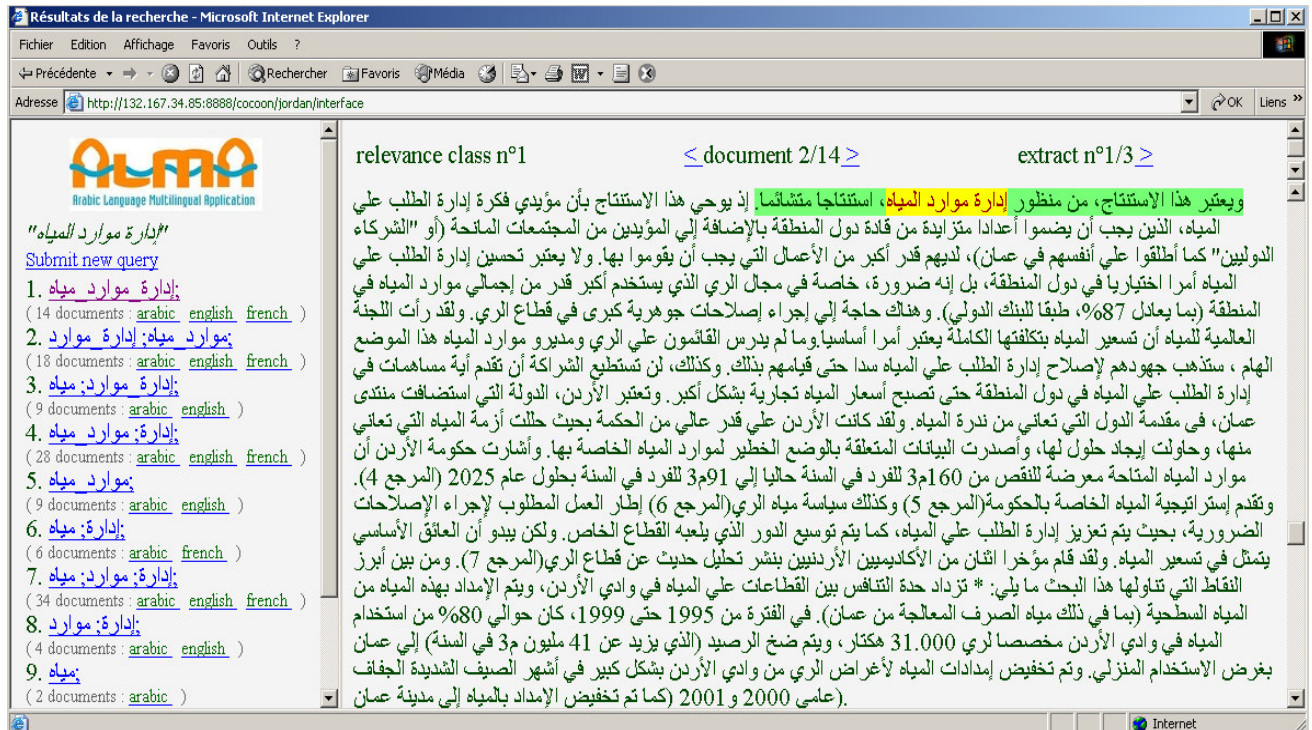 Résultats de la recherche - Microsoft Internet Explorer
Fichier Edition Affichage Favoris Outils ?
Précédente Rechercher Favoris Média
Adresse http://132.167.34.85:8888/cocoon/jordan/interface OK Liens »
ALMA
Arabic Language Multilingual Application
"إدارة موارد المياه"
Submit new query
1. إدارة_موارد_مياه;
( 14 documents : arabic english french )
2. موارد_مياه; إدارة_موارد;
( 18 documents : arabic english french )
3. إدارة_موارد; مياه;
( 9 documents : arabic english )
4. إدارة; موارد_مياه;
( 28 documents : arabic english french )
5. موارد_مياه;
( 9 documents : arabic english )
6. إدارة; مياه;
( 6 documents : arabic french )
7. إدارة; موارد; مياه;
( 34 documents : arabic english french )
8. إدارة; موارد;
( 4 documents : arabic english )
9. مياه;
( 2 documents : arabic )
relevance class n°1 < document 2/14 > extract n°1/3 >
ويعتبر هذا الاستنتاج، من منظور إدارة موارد المياه، استنتاجا متشائما. إذ يوحي هذا الاستنتاج بأن مؤيدي فكرة إدارة الطلب علي
المياه، الذين يجب أن يضموا أعدادا متزايدة من قادة دول المنطقة بالإضافة إلي المؤيدين من المجتمعات المانحة (أو "الشركاء
الدوليين" كما أطلقوا علي أنفسهم في عمان)، لديهم قدر أكبر من الأعمال التي يجب أن يقوموا بها. ولا يعتبر تحسين إدارة الطلب علي
المياه أمرا اختياريا في دول المنطقة، بل إنه ضرورة، خاصة في مجال الري الذي يستخدم أكبر قدر من إجمالي موارد المياه في
المنطقة (بما يعادل 87%، طبقا للبنك الدولي). وهناك حاجة إلي إجراء إصلاحات جوهرية كبرى في قطاع الري. ولقد رأت اللجنة
العالمية للمياه أن تسعير المياه بتكلفتها الكاملة يعتبر أمرا أساسيا.وما لم يدرس القائمون علي الري ومديرو موارد المياه هذا الموضع
الهام ، ستذهب جهودهم لإصلاح إدارة الطلب علي المياه سدا حتى قيامهم بذلك. وكذلك، لن تستطيع الشراكة أن تقدم أية مساهمات في
إدارة الطلب علي المياه في دول المنطقة حتى تصبح أسعار المياه تجارية بشكل أكبر. وتعتبر الأردن، الدولة التي استضافت منتدى
عمان، فى مقدمة الدول التي تعاني من ندرة المياه. ولقد كانت الأردن علي قدر عالي من الحكمة بحيث حللت أزمة المياه التي تعاني
منها، وحاولت إيجاد حلول لها، وأصدرت البيانات المتعلقة بالوضع الخطير لموارد المياه الخاصة بها. وأشارت حكومة الأردن أن
موارد المياه المتاحة معرضة للنقص من 160م3 للفرد في السنة حاليا إلي 91م3 للفرد في السنة بحلول عام 2025 (المرجع 4).
وتقدم إستراتيجية المياه الخاصة بالحكومة(المرجع 5) وكذلك سياسة مياه الري(المرجع 6) إطار العمل المطلوب لإجراء الإصلاحات
الضرورية، بحيث يتم تعزيز إدارة الطلب علي المياه، كما يتم توسيع الدور الذي يلعبه القطاع الخاص. ولكن يبدو أن العائق الأساسي
يتمثل في تسعير المياه. ولقد قام مؤخرا اثنان من الأكاديميين الأردنيين بنشر تحليل حديث عن قطاع الري(المرجع 7). ومن بين أبرز
النقاط التي تناولها هذا البحث ما يلي: * تزداد حدة التنافس بين القطاعات علي المياه في وادي الأردن، ويتم الإمداد بهذه المياه من
المياه السطحية (بما في ذلك مياه الصرف المعالجة من عمان). في الفترة من 1995 حتى 1999، كان حوالي 80% من استخدام
المياه في وادي الأردن مخصصا لري 31.000 هكتار، ويتم ضخ الرصيد (الذي يزيد عن 41 مليون م3 في السنة) إلي عمان
بغرض الاستخدام المنزلي. وتم تخفيض إمدادات المياه لأغراض الري من وادي الأردن بشكل كبير في أشهر الصيف الشديدة الجفاف
(عامى 2000 و 2001 (كما تم تخفيض الإمداد بالمياه إلى مدينة عمان.
Internet